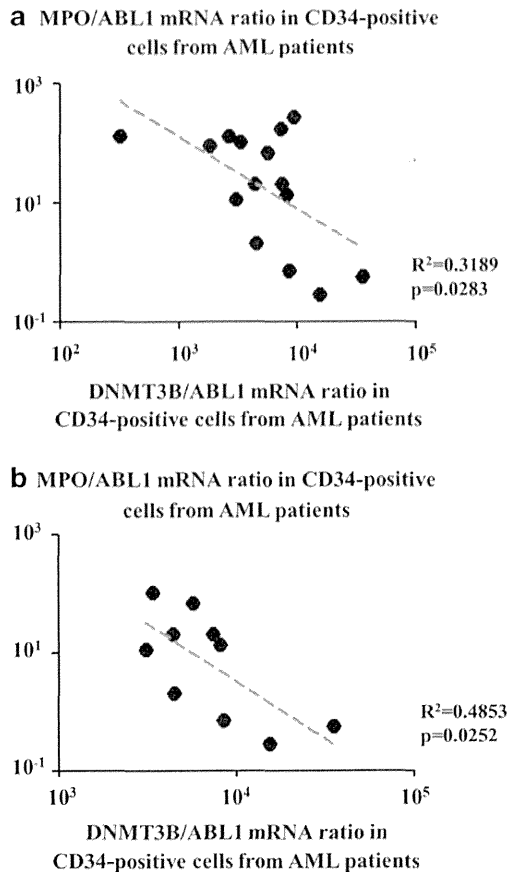 a MPO/ABL1 mRNA ratio in CD34-positive
cells from AML patients
10³
10¹
10⁻¹
R²=0.3189
p=0.0283
10² 10³ 10⁴ 10⁵
DNMT3B/ABL1 mRNA ratio in
CD34-positive cells from AML patients
b MPO/ABL1 mRNA ratio in CD34-positive
cells from AML patients
10³
10¹
R²=0.4853
p=0.0252
10⁻¹
10³ 10⁴ 10⁵
DNMT3B/ABL1 mRNA ratio in
CD34-positive cells from AML patients